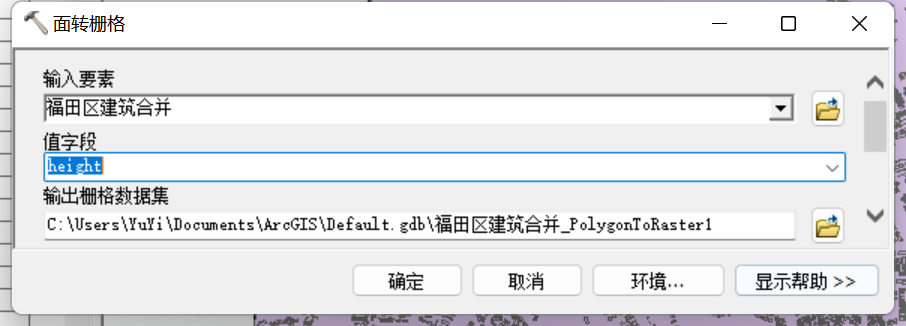 面转栅格
输入要素
福田区建筑合并
值字段
height
输出栅格数据集
C:\Users\YuYi\Documents\ArcGIS\Default.gdb\福田区建筑合并_PolygonToRaster1
确定
取消
环境...
显示帮助 >>